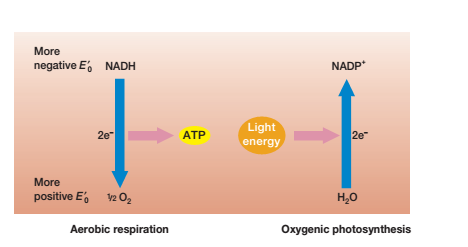 More
negative E′₀ NADH
NADP⁺
2e⁻
ATP
Light
energy
2e⁻
More
positive E′₀ 1/2 O₂
H₂O
Aerobic respiration
Oxygenic photosynthesis